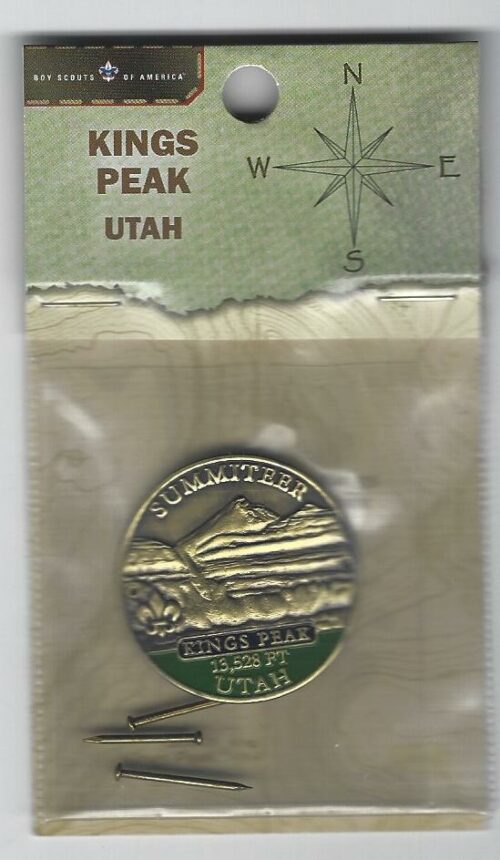 BOY SCOUTS OF AMERICA
KINGS
PEAK
UTAH
N
W E
S
SUMMITEER
KINGS PEAK
13,528 FT
UTAH